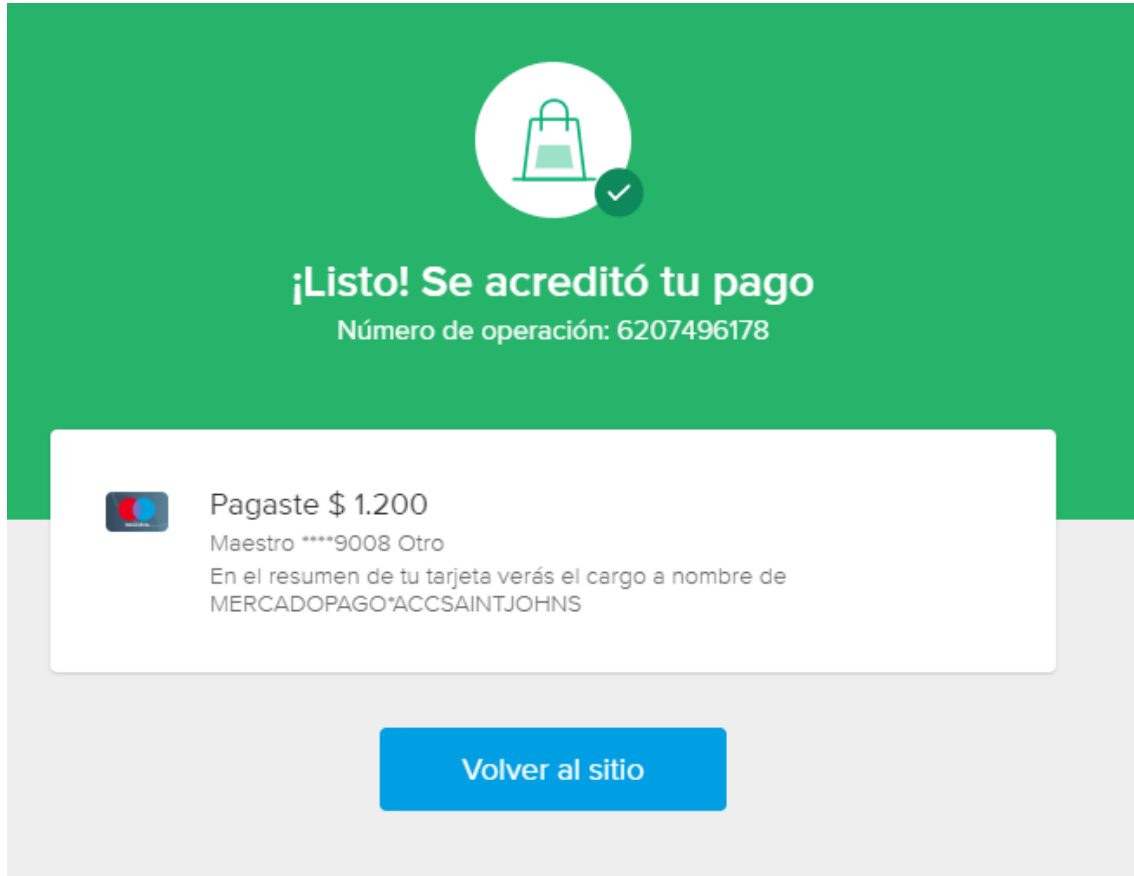 ¡Listo! Se acreditó tu pago
Número de operación: 6207496178
Pagaste $ 1.200
Maestro ****9008 Otro
En el resumen de tu tarjeta verás el cargo a nombre de
MERCADOPAGO*ACCSAINTJOHNS
Volver al sitio